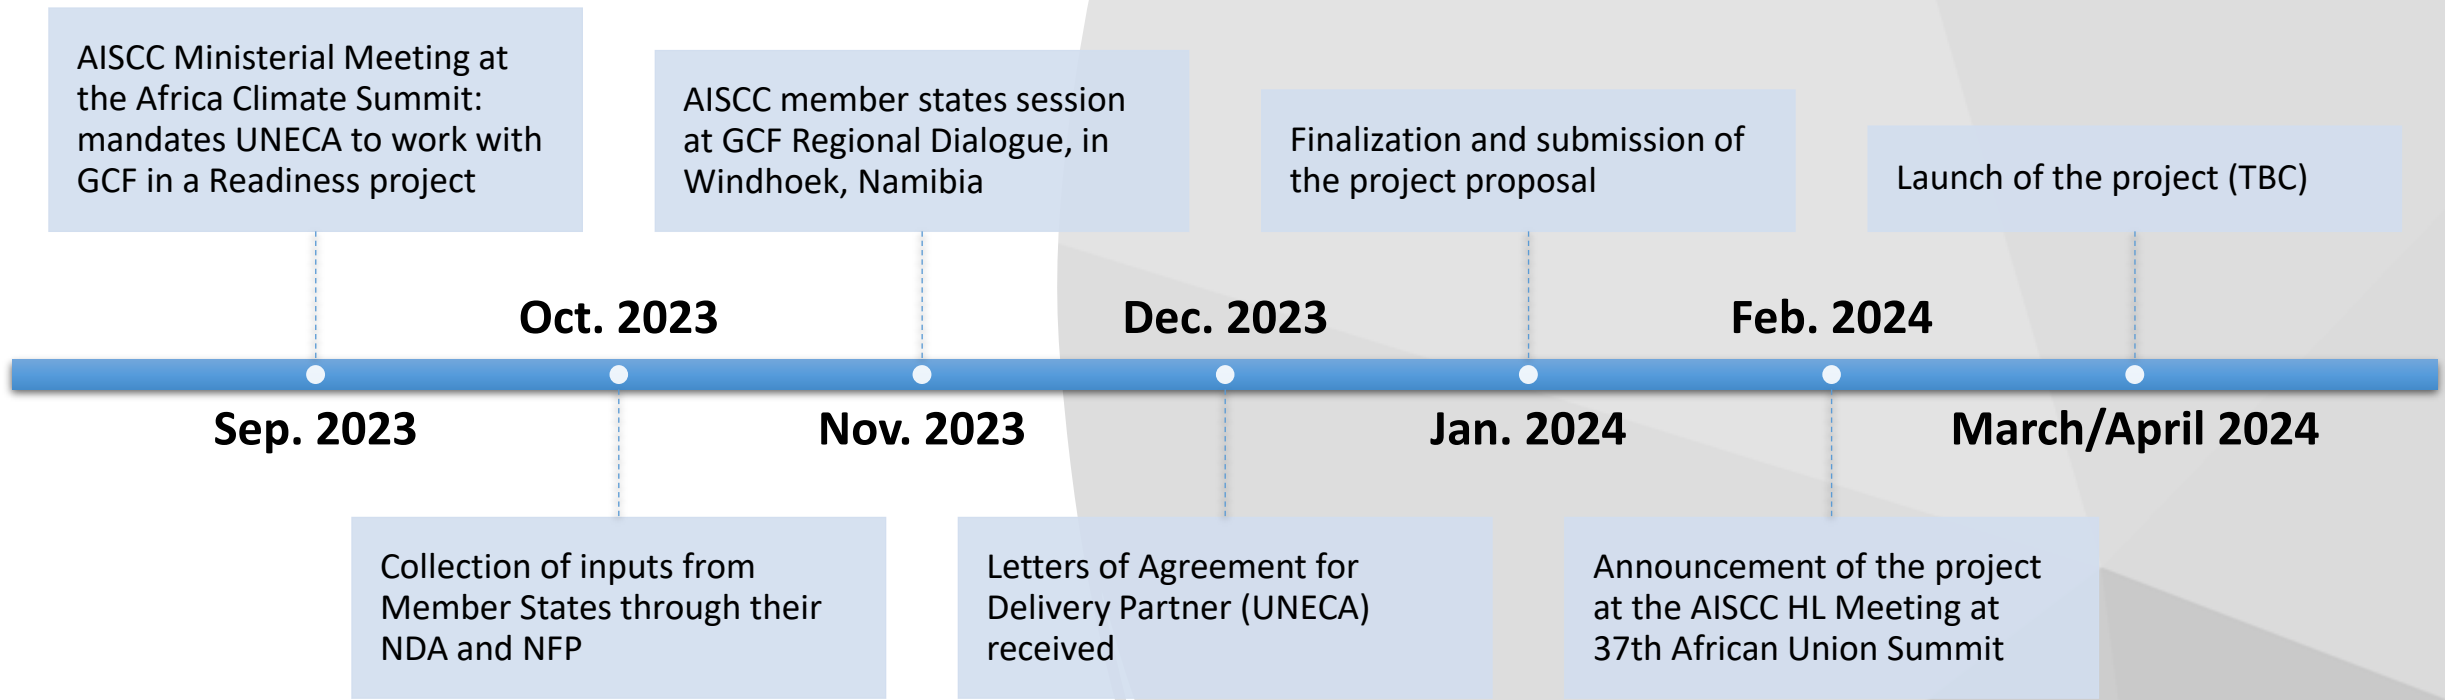 AISCC Ministerial Meeting at
the Africa Climate Summit:
mandates UNECA to work with
GCF in a Readiness project
AISCC member states session
at GCF Regional Dialogue, in
Windhoek, Namibia
Finalization and submission of
the project proposal
Launch of the project (TBC)
Oct. 2023
Dec. 2023
Feb. 2024
Sep. 2023
Nov. 2023
Jan. 2024
March/April 2024
Collection of inputs from
Member States through their
NDA and NFP
Letters of Agreement for
Delivery Partner (UNECA)
received
Announcement of the project
at the AISCC HL Meeting at
37th African Union Summit